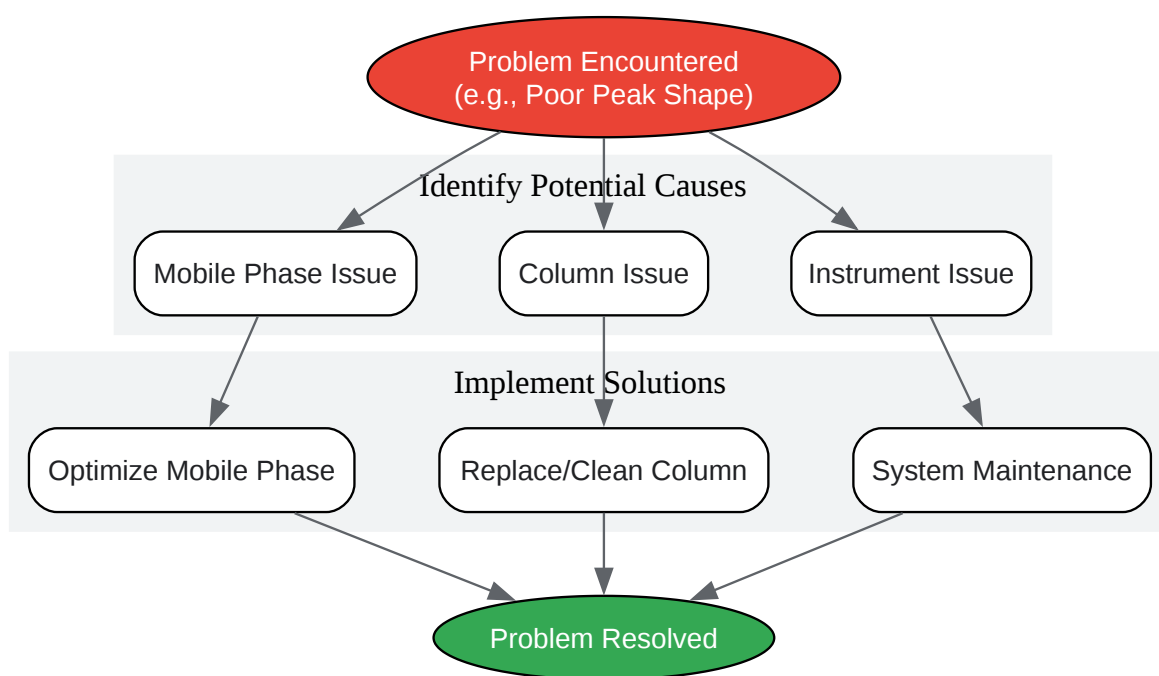 Problem Encountered
(e.g., Poor Peak Shape)
Identify Potential Causes
Mobile Phase Issue
Column Issue
Instrument Issue
Implement Solutions
Optimize Mobile Phase
Replace/Clean Column
System Maintenance
Problem Resolved